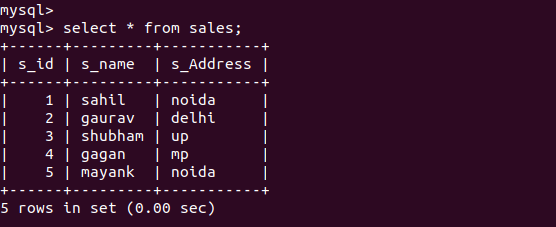 mysql>
mysql> select * from sales;
+------+---------+-----------+
| s_id | s_name  | s_Address |
+------+---------+-----------+
|    1 | sahil   | noida     |
|    2 | gaurav  | delhi     |
|    3 | shubham | up        |
|    4 | gagan   | mp        |
|    5 | mayank  | noida     |
+------+---------+-----------+
5 rows in set (0.00 sec)